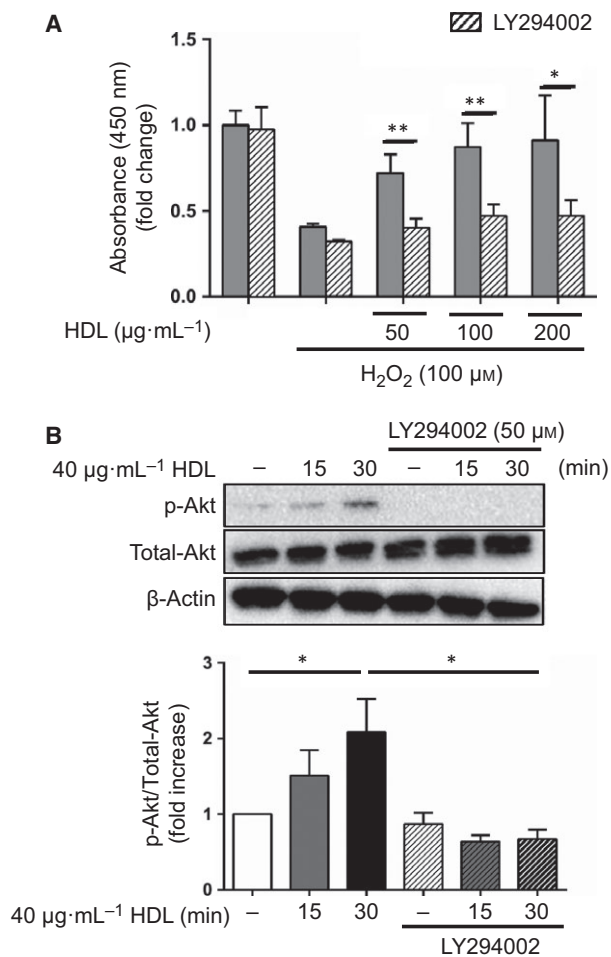 A
LY294002
Absorbance (450 nm)
(fold change)
1.5
1.0
0.5
0.0
** ** *
HDL (µg·mL⁻¹) 50 100 200
H₂O₂ (100 µM)
B
LY294002 (50 µM)
40 µg·mL⁻¹ HDL – 15 30 – 15 30 (min)
p-Akt
Total-Akt
β-Actin
p-Akt/Total-Akt
(fold increase)
3
2
1
0
* *
40 µg·mL⁻¹ HDL (min) – 15 30 – 15 30
LY294002